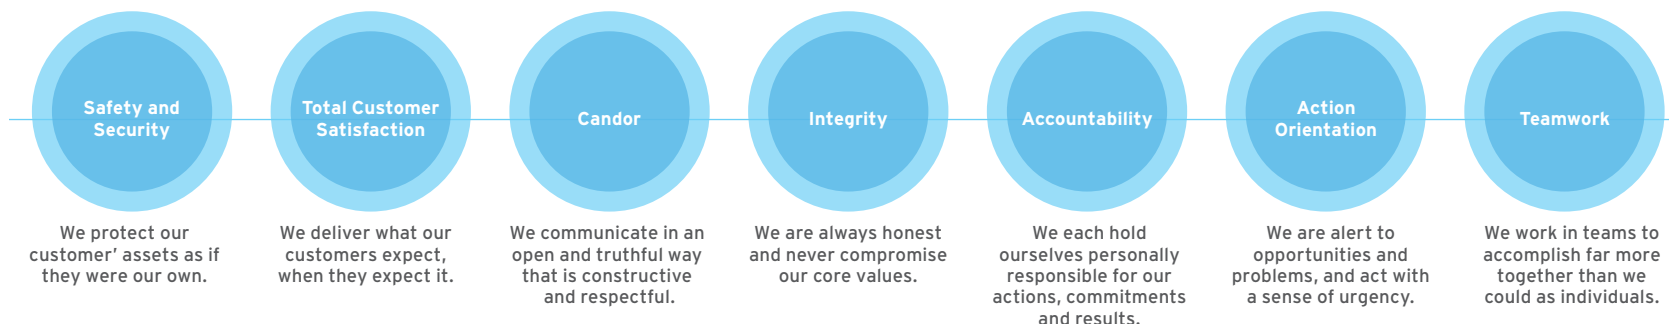 Safety and
Security
Total Customer
Satisfaction
Candor
Integrity
Accountability
Action
Orientation
Teamwork
We protect our
customer’ assets as if
they were our own.
We deliver what our
customers expect,
when they expect it.
We communicate in an
open and truthful way
that is constructive
and respectful.
We are always honest
and never compromise
our core values.
We each hold
ourselves personally
responsible for our
actions, commitments
and results.
We are alert to
opportunities and
problems, and act with
a sense of urgency.
We work in teams to
accomplish far more
together than we
could as individuals.